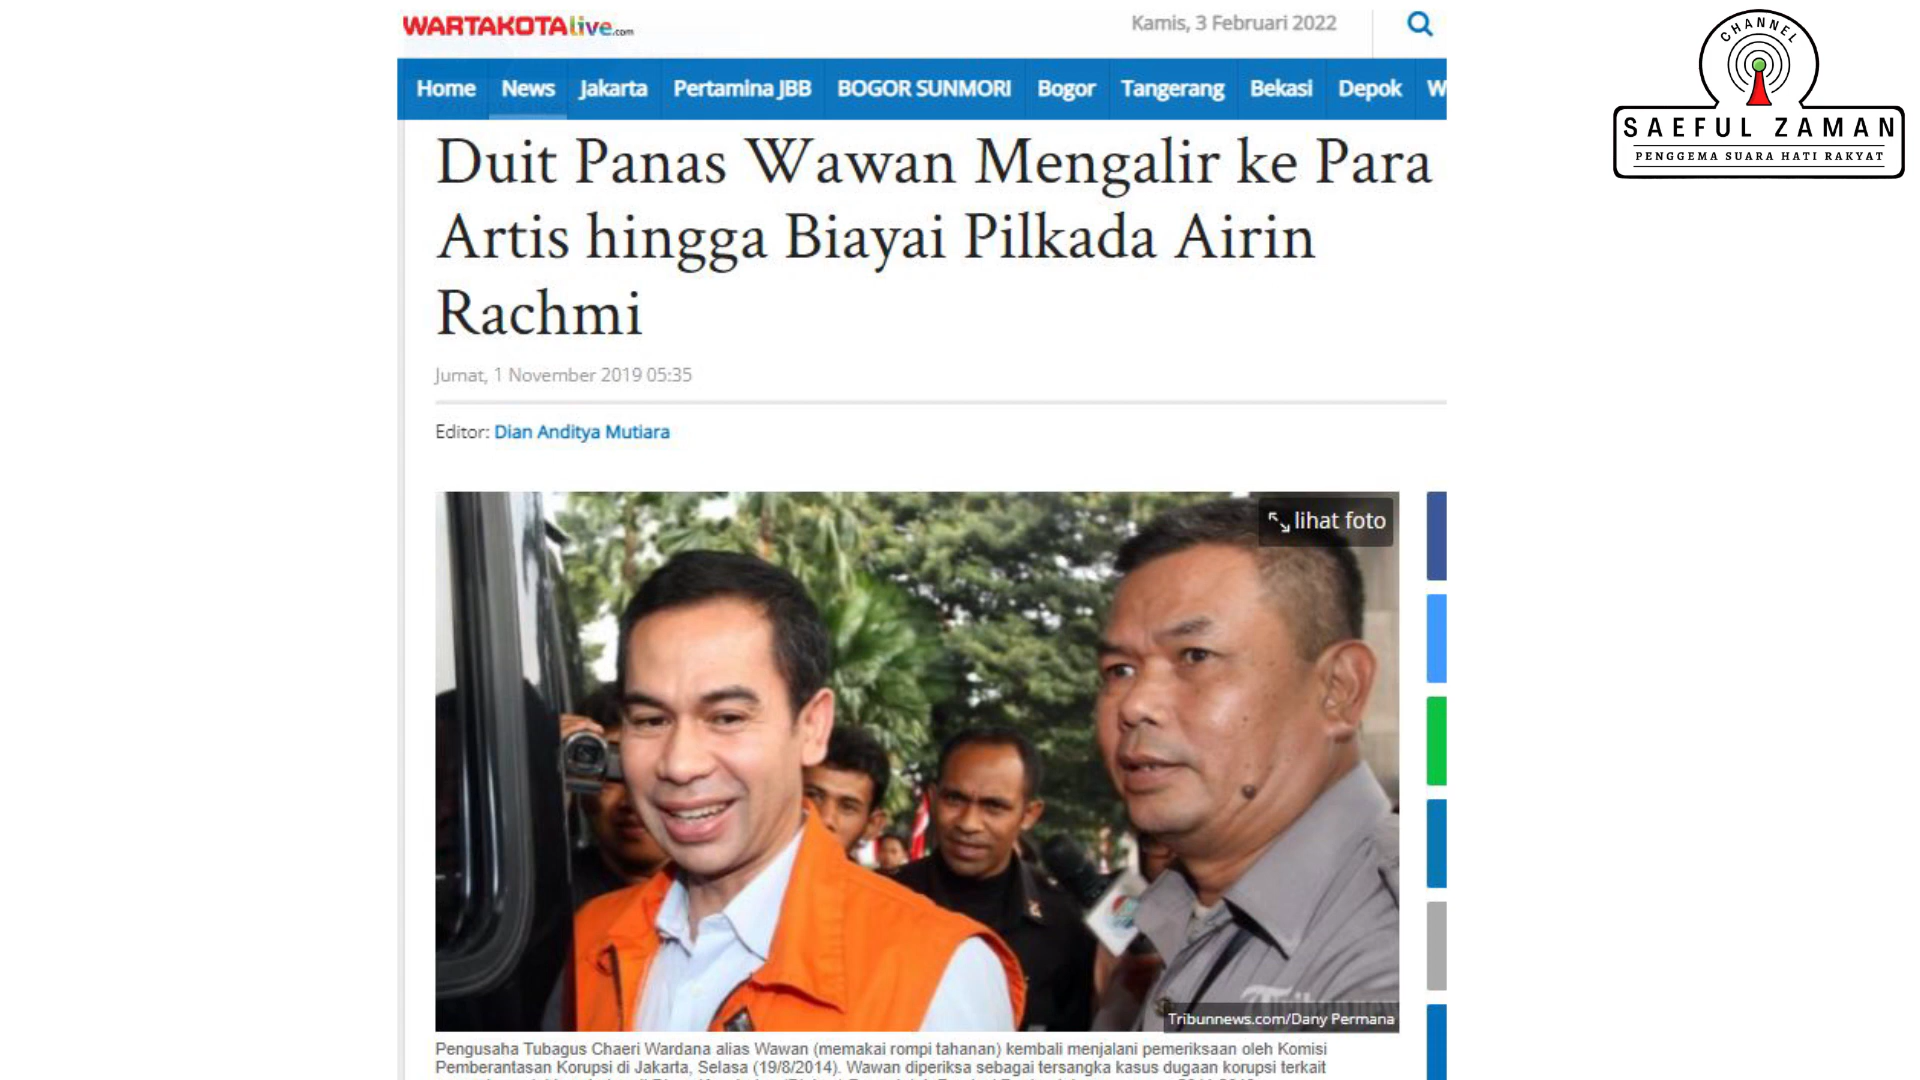 WARTAKOTAlive.com
Kamis, 3 Februari 2022
Home News Jakarta Pertamina JBB BOGOR SUNMORI Bogor Tangerang Bekasi Depok W
Duit Panas Wawan Mengalir ke Para
Artis hingga Biayai Pilkada Airin
Rachmi
Jumat, 1 November 2019 05:35
Editor: Dian Anditya Mutiara
lihat foto
Tribunnews.com/Dany Permana
Pengusaha Tubagus Chaeri Wardana alias Wawan (memakai rompi tahanan) kembali menjalani pemeriksaan oleh Komisi
Pemberantasan Korupsi di Jakarta, Selasa (19/8/2014). Wawan diperiksa sebagai tersangka kasus dugaan korupsi terkait
CHANNEL
SAEFUL ZAMAN
PENGGEMA SUARA HATI RAKYAT